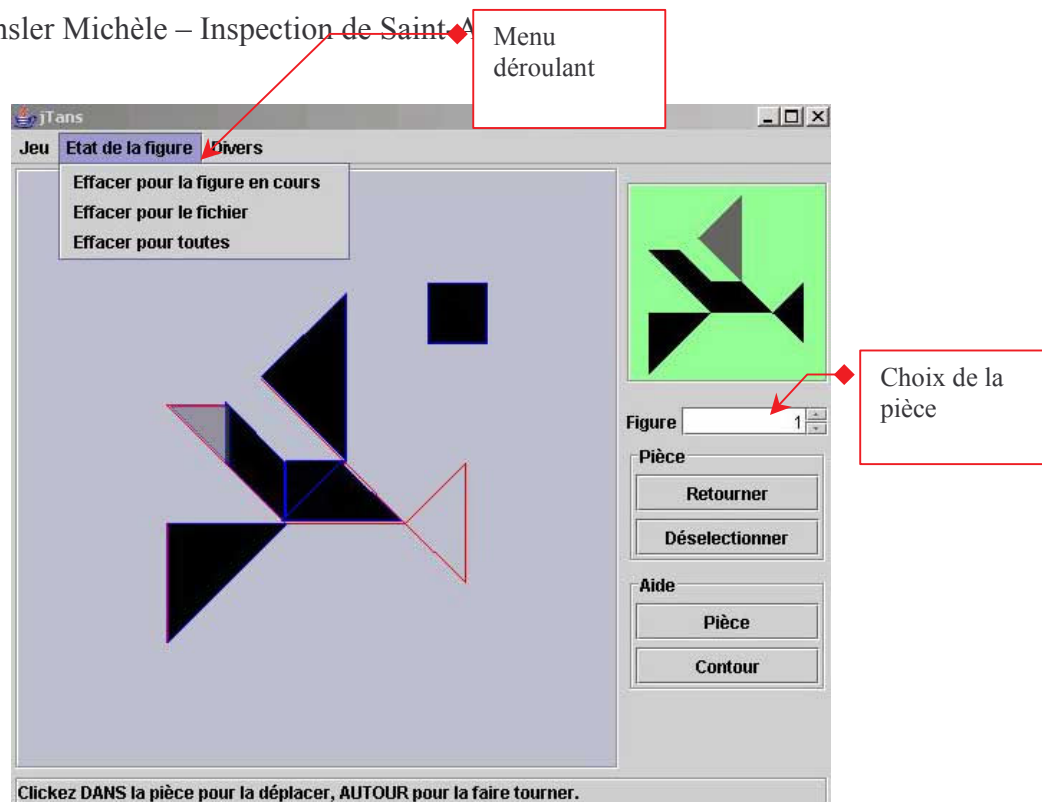 Michèle – Inspection de Saint-A
Menu
déroulant
jTans
Jeu Etat de la figure Divers
Effacer pour la figure en cours
Effacer pour le fichier
Effacer pour toutes
Choix de la
pièce
Figure 1
Pièce
Retourner
Déselectionner
Aide
Pièce
Contour
Clickez DANS la pièce pour la déplacer, AUTOUR pour la faire tourner.